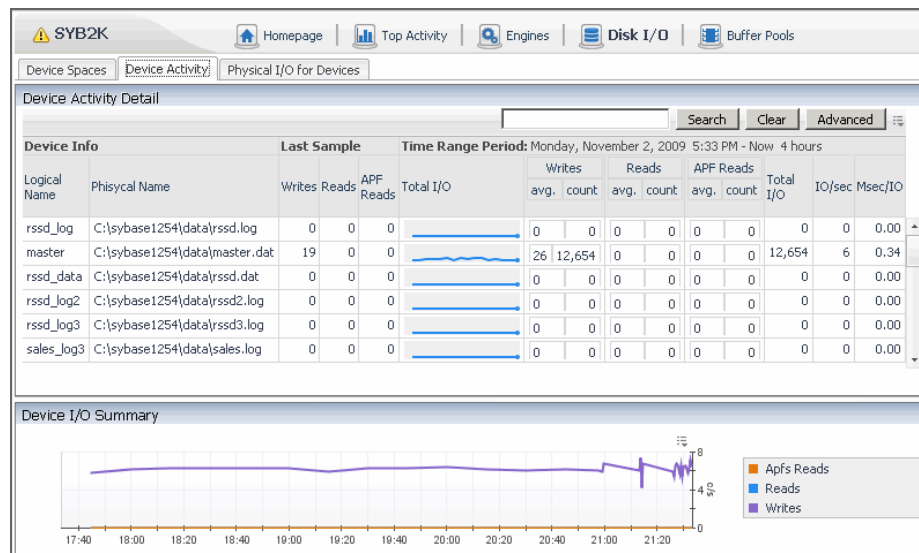 SYB2K Homepage Top Activity Engines Disk I/O Buffer Pools
Device Spaces Device Activity Physical I/O for Devices
Device Activity Detail
Search Clear Advanced
Device Info Last Sample Time Range Period: Monday, November 2, 2009 5:33 PM - Now 4 hours
Logical Name Phisycal Name Writes Reads APF Reads Total I/O Writes Reads APF Reads Total I/O IO/sec Msec/IO
avg. count avg. count avg. count
rssd_log C:\sybase1254\data\rssd.log 0 0 0 0 0 0 0 0 0 0 0 0.00
master C:\sybase1254\data\master.dat 19 0 0 26 12,654 0 0 0 0 12,654 6 0.34
rssd_data C:\sybase1254\data\rssd.dat 0 0 0 0 0 0 0 0 0 0 0 0.00
rssd_log2 C:\sybase1254\data\rssd2.log 0 0 0 0 0 0 0 0 0 0 0 0.00
rssd_log3 C:\sybase1254\data\rssd3.log 0 0 0 0 0 0 0 0 0 0 0 0.00
sales_log3 C:\sybase1254\data\sales.log 0 0 0 0 0 0 0 0 0 0 0 0.00
Device I/O Summary
8
4
0
c/s
17:40 18:00 18:20 18:40 19:00 19:20 19:40 20:00 20:20 20:40 21:00 21:20
Apfs Reads
Reads
Writes